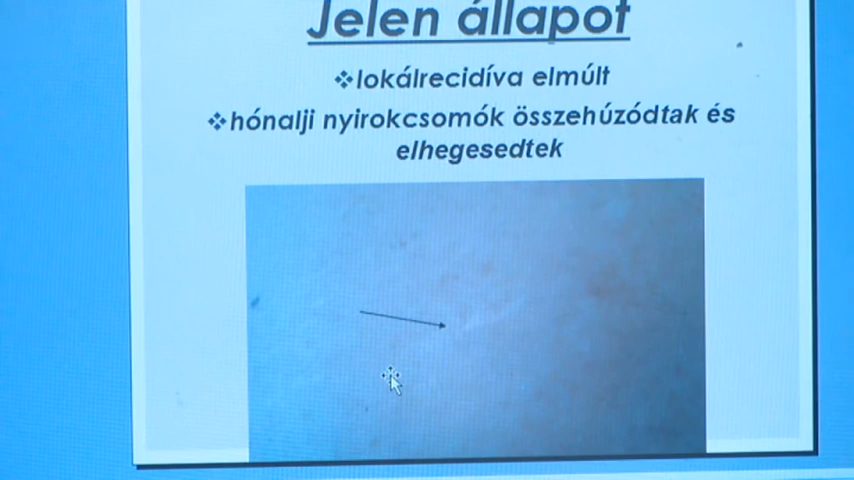 Jelen állapot
❖lokálrecidíva elmúlt
❖hónalji nyirokcsomók összehúzódtak és
elhegesedtek